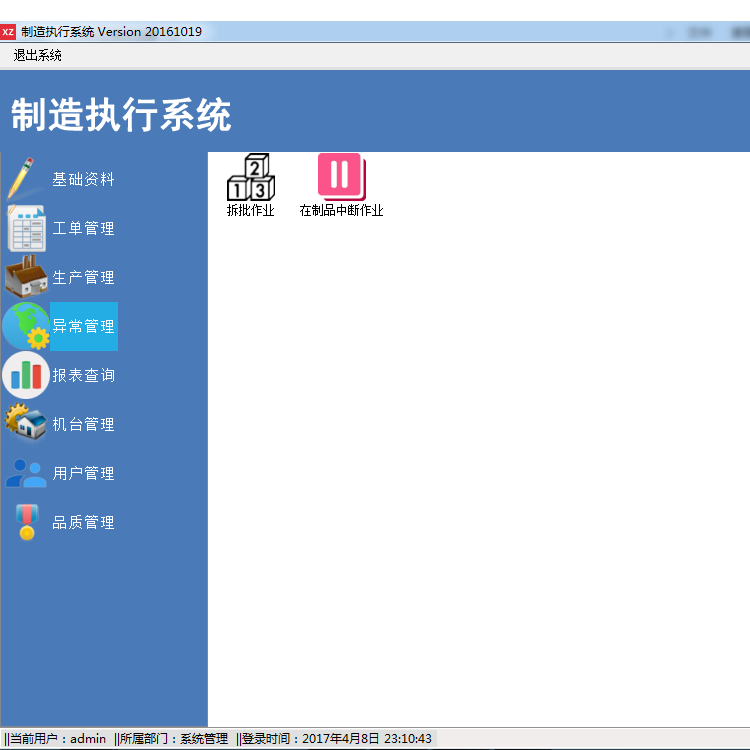 XZ 制造执行系统 Version 20161019
退出系统
制造执行系统
基础资料
工单管理
生产管理
异常管理
报表查询
机台管理
用户管理
品质管理
1 2 3
拆批作业
在制品中断作业
||当前用户：admin ||所属部门：系统管理 ||登录时间：2017年4月8日 23:10:43